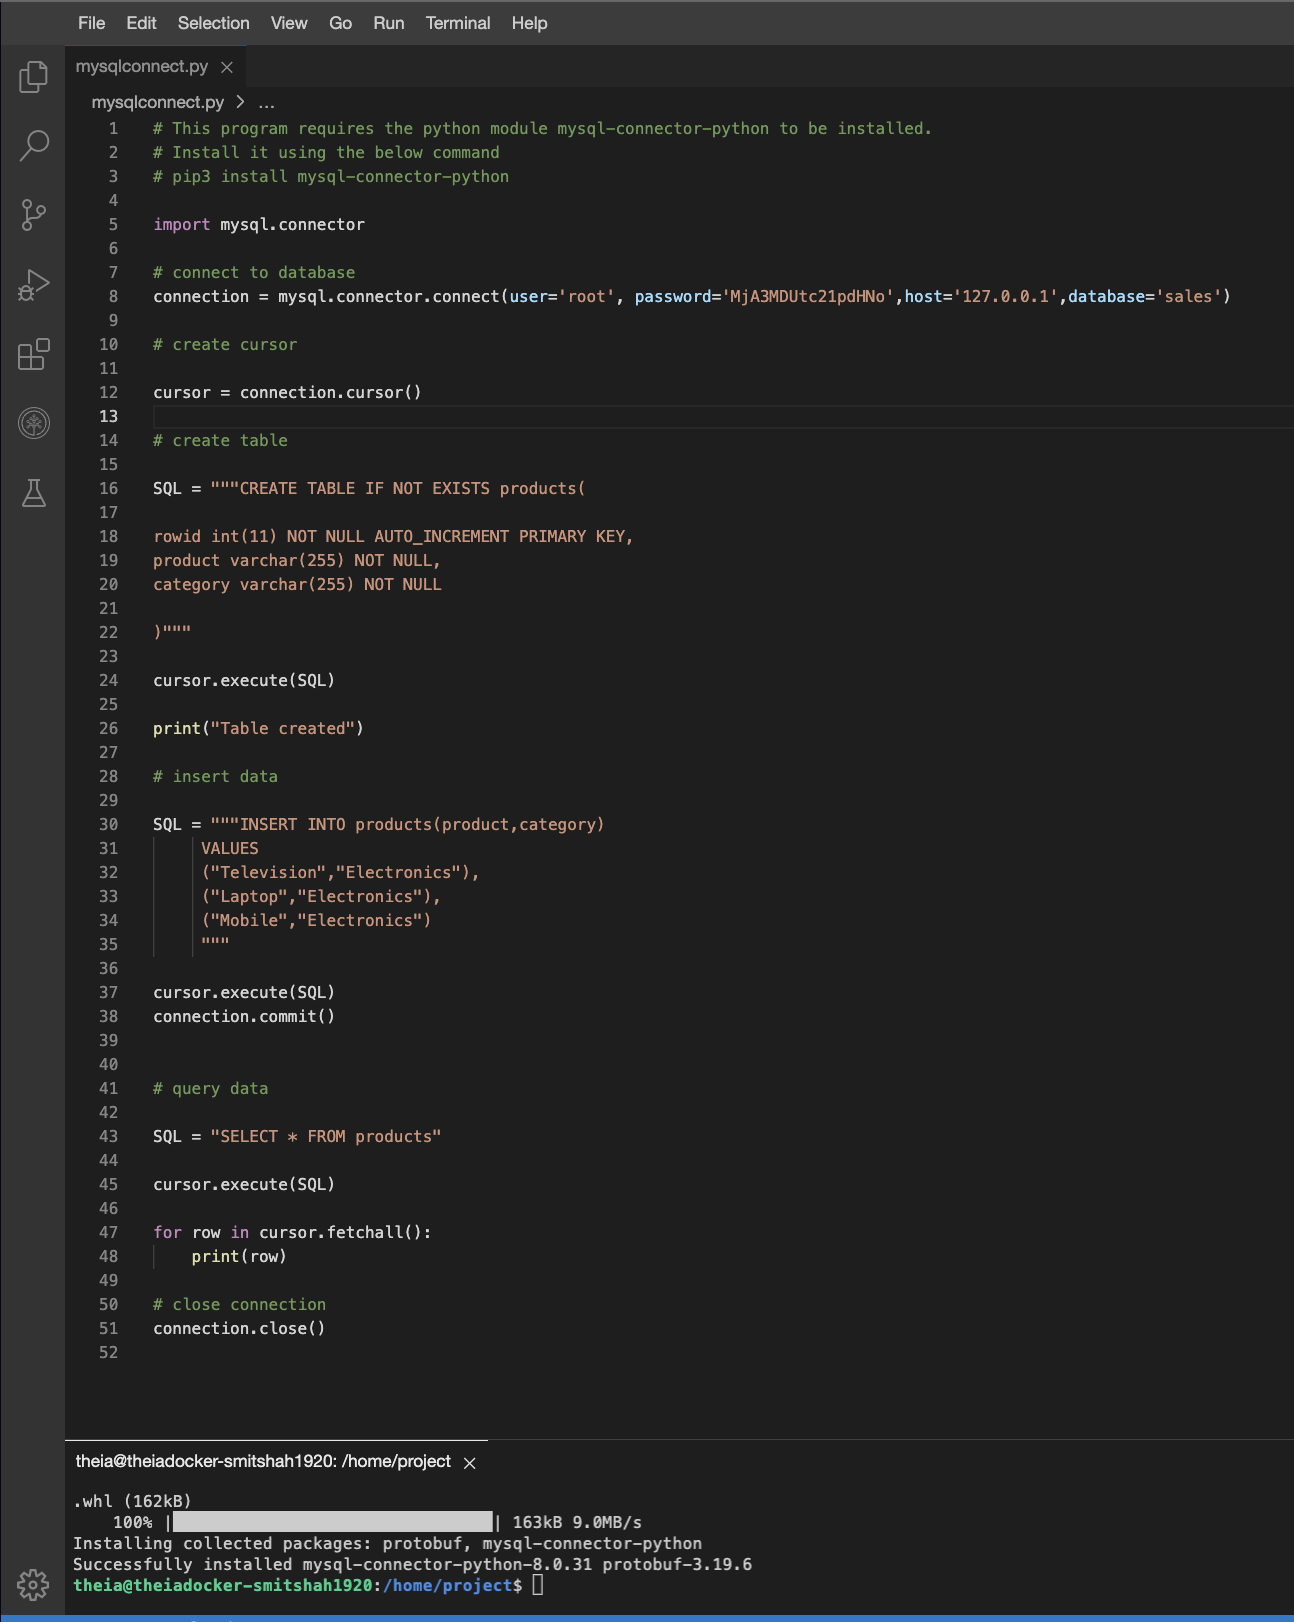 File Edit Selection View Go Run Terminal Help
mysqlconnect.py ×
mysqlconnect.py > ...
1 # This program requires the python module mysql-connector-python to be installed.
2 # Install it using the below command
3 # pip3 install mysql-connector-python
4
5 import mysql.connector
6
7 # connect to database
8 connection = mysql.connector.connect(user='root', password='MjA3MDUtc21pdHNo',host='127.0.0.1',database='sales')
9
10 # create cursor
11
12 cursor = connection.cursor()
13
14 # create table
15
16 SQL = """CREATE TABLE IF NOT EXISTS products(
17
18 rowid int(11) NOT NULL AUTO_INCREMENT PRIMARY KEY,
19 product varchar(255) NOT NULL,
20 category varchar(255) NOT NULL
21
22 )"""
23
24 cursor.execute(SQL)
25
26 print("Table created")
27
28 # insert data
29
30 SQL = """INSERT INTO products(product,category)
31 VALUES
32 ("Television","Electronics"),
33 ("Laptop","Electronics"),
34 ("Mobile","Electronics")
35 """
36
37 cursor.execute(SQL)
38 connection.commit()
39
40
41 # query data
42
43 SQL = "SELECT * FROM products"
44
45 cursor.execute(SQL)
46
47 for row in cursor.fetchall():
48 print(row)
49
50 # close connection
51 connection.close()
52
theia@theiadocker-smitshah1920: /home/project ×
.whl (162kB)
100% | | 163kB 9.0MB/s
Installing collected packages: protobuf, mysql-connector-python
Successfully installed mysql-connector-python-8.0.31 protobuf-3.19.6
theia@theiadocker-smitshah1920:/home/project$